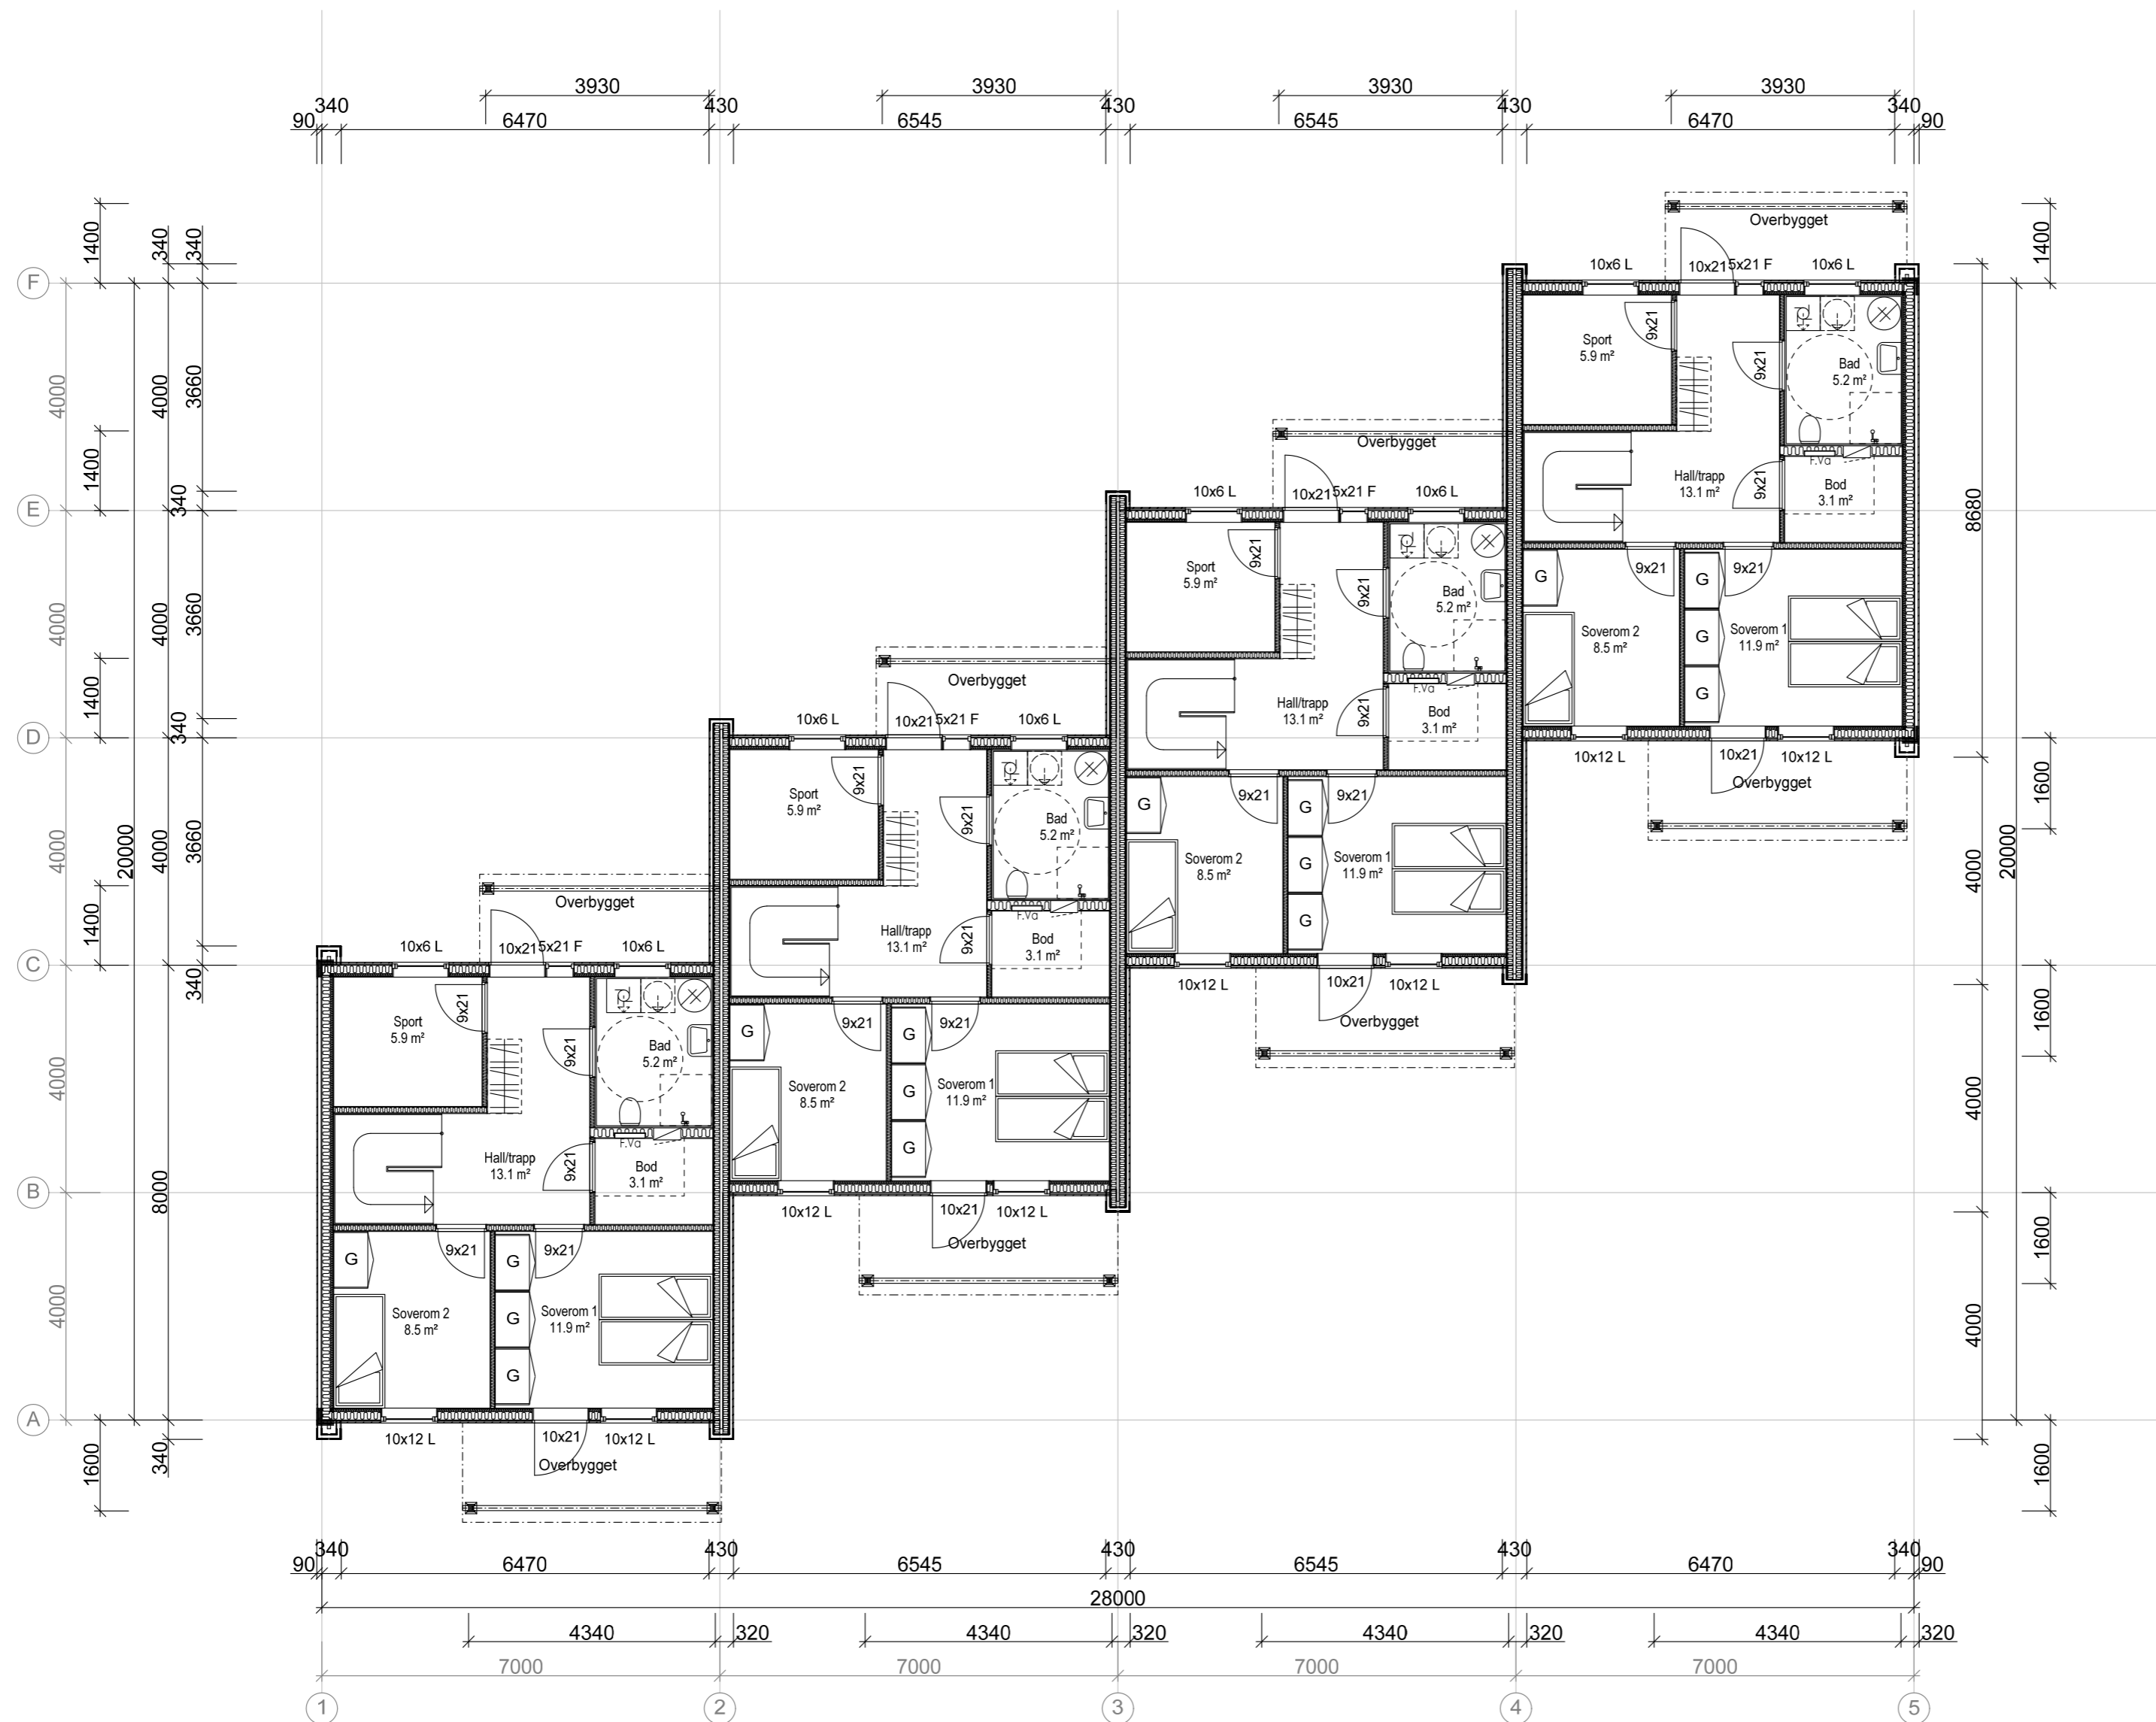 3930 3930 3930 3930
340 430 430 430 340
90 6470 6545 6545 6470 90
1400 340 340 Overbygget 1400
F 10x6 L 10x21 5x21 F 10x6 L
9x21
Sport
5.9 m²
9x21
Bad
5.2 m²
4000 4000 3660
1400 Overbygget
F.Va
Hall/trapp
13.1 m²
9x21
Bod
3.1 m²
E 340 10x6 L 10x21 5x21 F 10x6 L 8680
9x21
Sport
5.9 m²
9x21
Bad
5.2 m²
G 9x21 G 9x21
4000 4000 3660
Soverom 2
8.5 m²
G
Soverom 1
11.9 m²
G
1400 Overbygget
F.Va
Hall/trapp
13.1 m²
9x21
Bod
3.1 m²
D 340 10x6 L 10x21 5x21 F 10x6 L
10x12 L 10x21 10x12 L
Overbygget 1600
9x21
Sport
5.9 m²
9x21
Bad
5.2 m²
G 9x21 G 9x21
4000 20000 4000 3660
Soverom 2
8.5 m²
G
Soverom 1
11.9 m²
G
4000 20000
1400 Overbygget
F.Va
Hall/trapp
13.1 m²
9x21
Bod
3.1 m²
C 340 10x6 L 10x21 5x21 F 10x6 L
10x12 L 10x21 10x12 L
Overbygget 1600
9x21
Sport
5.9 m²
9x21
Bad
5.2 m²
G 9x21 G 9x21
4000
Soverom 2
8.5 m²
G
Soverom 1
11.9 m²
G
4000
F.Va
Hall/trapp
13.1 m²
9x21
Bod
3.1 m²
B 8000
10x12 L 10x21 10x12 L
Overbygget 1600
G 9x21 G 9x21
4000
Soverom 2
8.5 m²
G
Soverom 1
11.9 m²
G
4000
A
10x12 L 10x21 10x12 L
1600 340 Overbygget 1600
340 430 430 430 340
90 6470 6545 6545 6470 90
28000
4340 320 4340 320 4340 320 4340 320
7000 7000 7000 7000
1 2 3 4 5